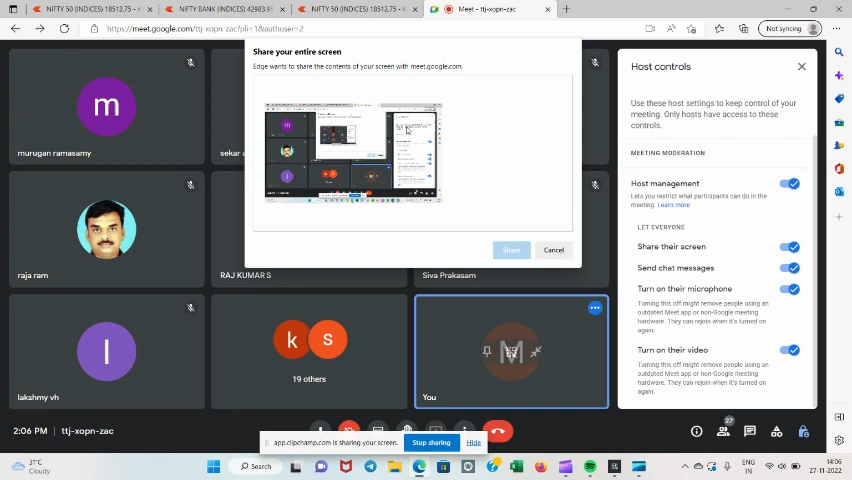 NIFTY 50 (INDICES) 18512.75
NIFTY BANK (INDICES) 42983.95
NIFTY 50 (INDICES) 18512.75
Meet - ttj-xopn-zac
https://meet.google.com/ttj-xopn-zac?pli=1&authuser=2
Not syncing
Share your entire screen
Edge wants to share the contents of your screen with meet.google.com.
Share
Cancel
m
murugan ramasamy
sekar
raja ram
RAJ KUMAR S
Siva Prakasam
l
lakshmy vh
k
s
19 others
M
You
Host controls
Use these host settings to keep control of your
meeting. Only hosts have access to these
controls.
MEETING MODERATION
Host management
Lets you restrict what participants can do in the
meeting. Learn more
LET EVERYONE
Share their screen
Send chat messages
Turn on their microphone
Turning this off might remove people using an
outdated Meet app or non-Google meeting
hardware. They can rejoin when it's turned on
again.
Turn on their video
Turning this off might remove people using an
outdated Meet app or non-Google meeting
hardware. They can rejoin when it's turned on
again.
2:06 PM
ttj-xopn-zac
27
app.clipchamp.com is sharing your screen.
Stop sharing
Hide
31°C
Cloudy
Search
ENG
IN
14:06
27-11-2022